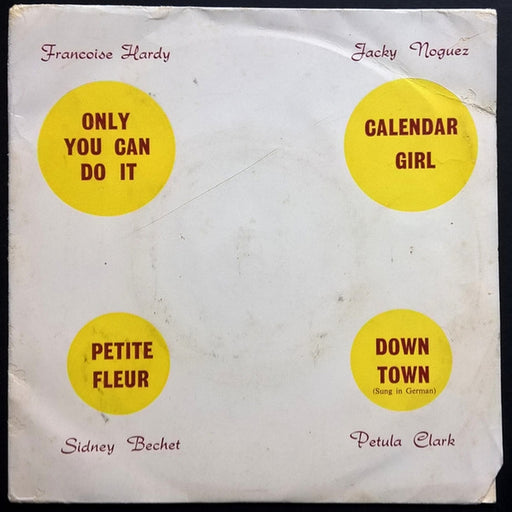 Francoise Hardy
ONLY
YOU CAN
DO IT
Jacky Noguez
CALENDAR
GIRL
PETITE
FLEUR
Sidney Bechet
DOWN
TOWN
(Sung in German)
Petula Clark